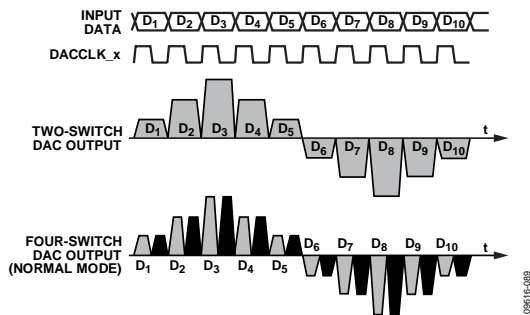 INPUT
DATA
D1 D2 D3 D4 D5 D6 D7 D8 D9 D10
DACCLK_x
TWO-SWITCH
DAC OUTPUT
D1 D2 D3 D4 D5
D6 D7 D8 D9 D10
t
FOUR-SWITCH
DAC OUTPUT
(NORMAL MODE)
D1 D2 D3 D4 D5
D6 D7 D8 D9 D10
t
09616-089